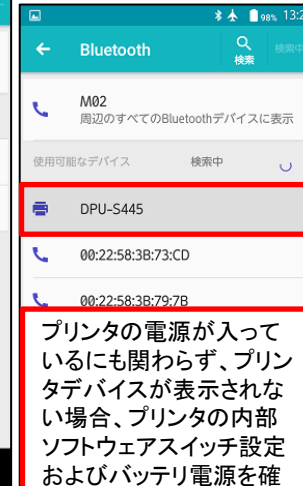 98% 13:2
Bluetooth
検索
検索中
M02
周辺のすべてのBluetoothデバイスに表示
使用可能なデバイス 検索中
DPU-S445
00:22:58:3B:73:CD
00:22:58:3B:79:7B
プリンタの電源が入って
いるにも関わらず、プリン
タデバイスが表示されな
い場合、プリンタの内部
ソフトウェアスイッチ設定
およびバッテリ電源を確